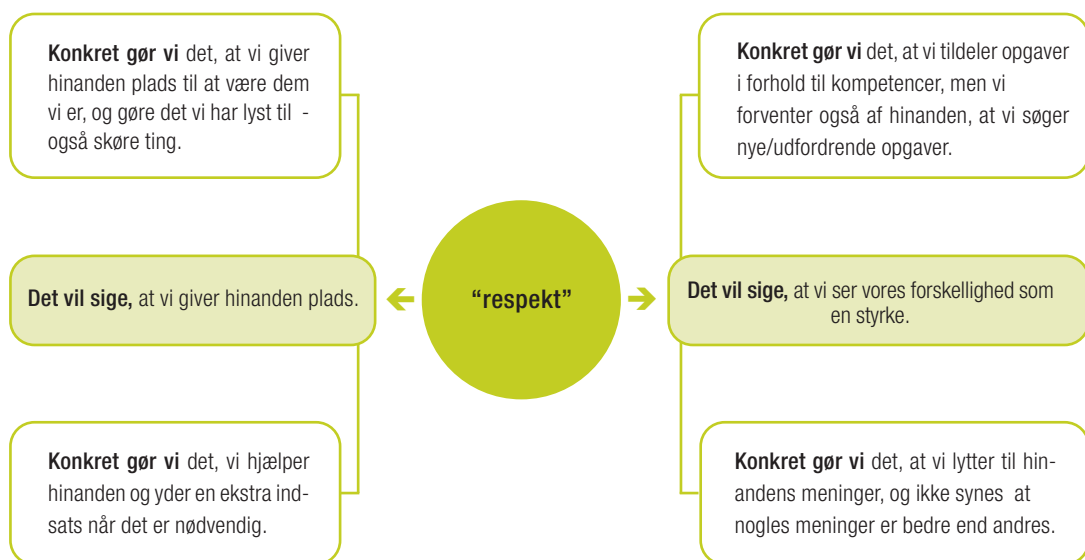 Konkret gør vi det, at vi giver
hinanden plads til at være dem
vi er, og gøre det vi har lyst til -
også skøre ting.
Konkret gør vi det, at vi tildeler opgaver
i forhold til kompetencer, men vi
forventer også af hinanden, at vi søger
nye/udfordrende opgaver.
Det vil sige, at vi giver hinanden plads.
“respekt”
Det vil sige, at vi ser vores forskellighed som
en styrke.
Konkret gør vi det, vi hjælper
hinanden og yder en ekstra ind-
sats når det er nødvendig.
Konkret gør vi det, at vi lytter til hin-
andens meninger, og ikke synes at
nogles meninger er bedre end andres.